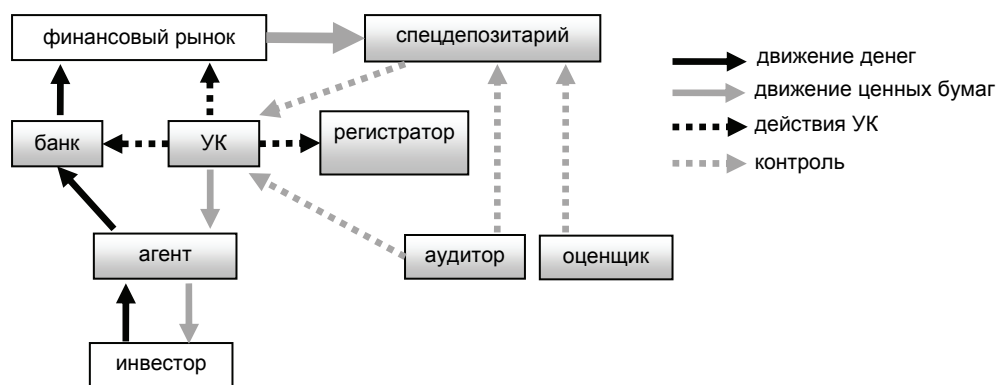 финансовый рынок
спецдепозитарий
движение денег
движение ценных бумаг
действия УК
контроль
банк
УК
регистратор
агент
аудитор
оценщик
инвестор